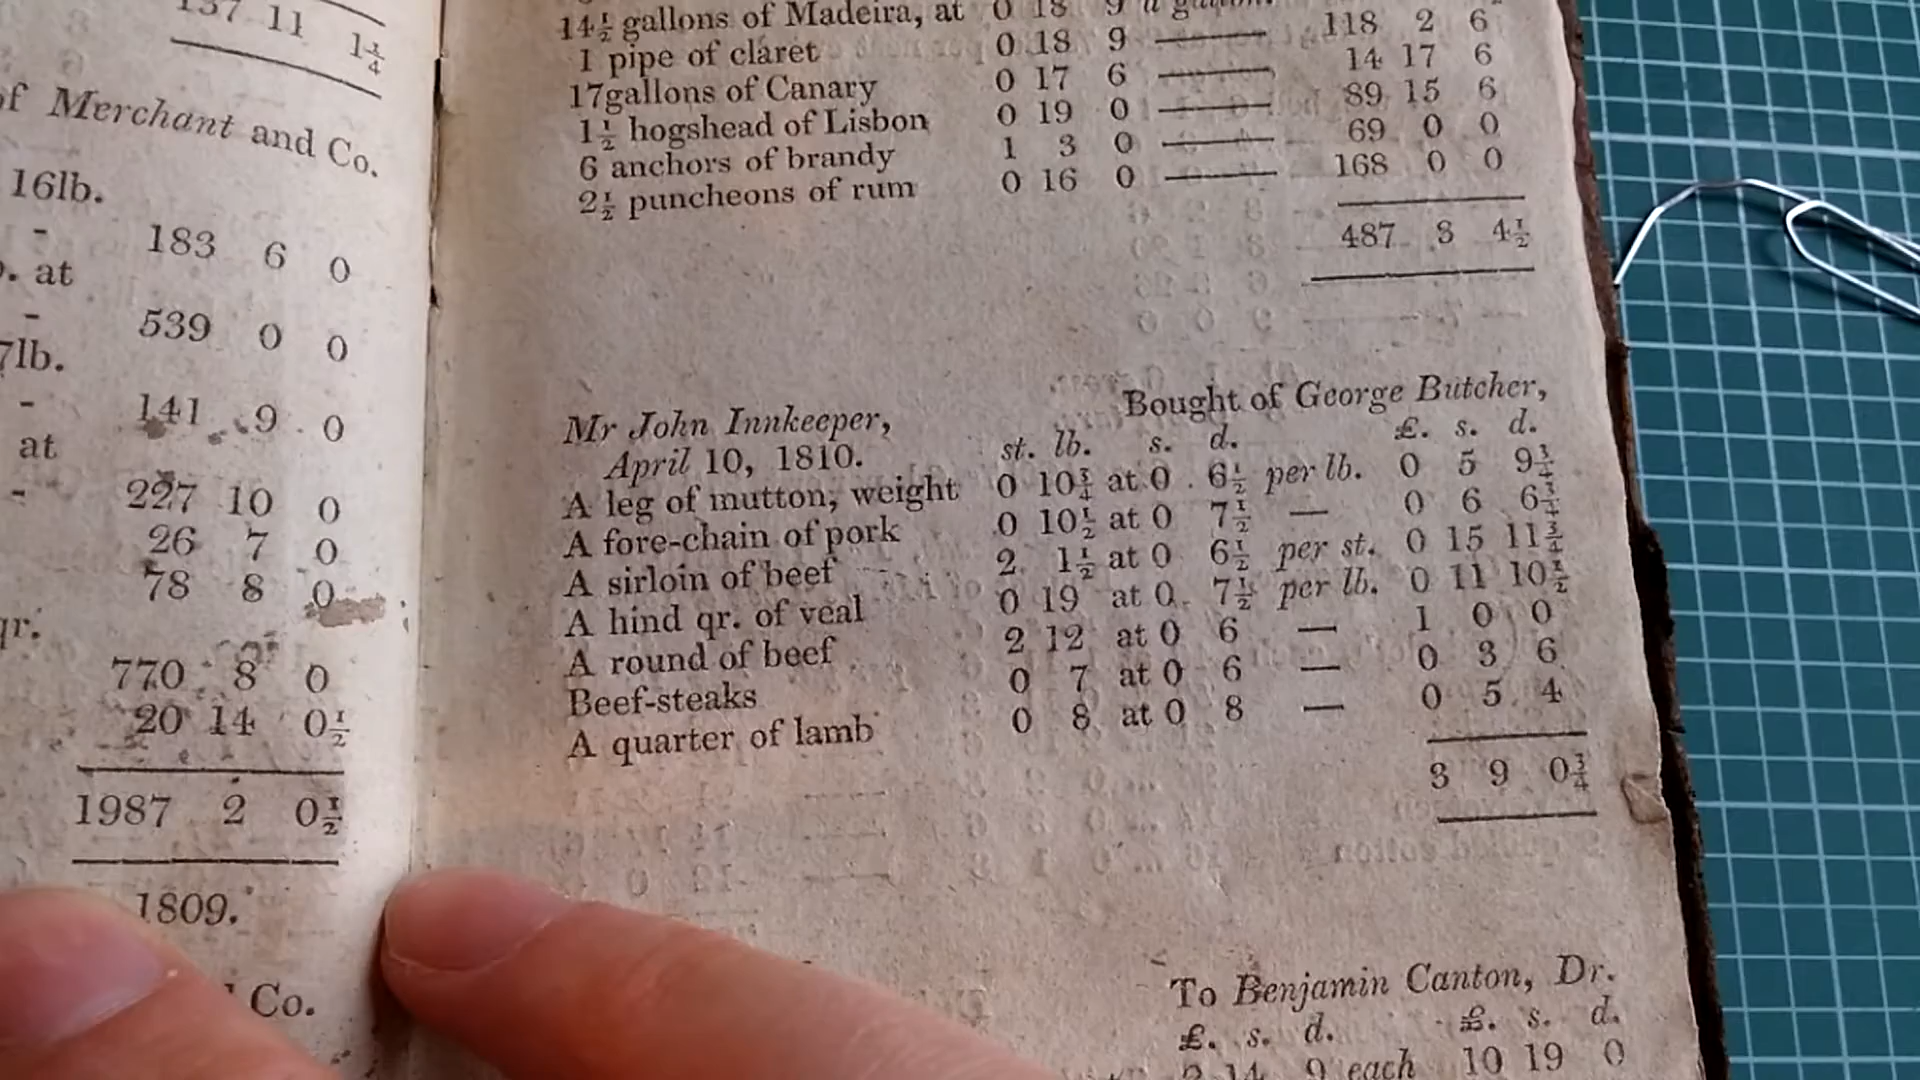 137 11 1¼
of Merchant and Co.
16lb.
- 183 6 0
. at
- 539 0 0
7lb.
- 141 9 0
at
- 227 10 0
26 7 0
78 8 0
qr.
770 8 0
20 14 0½
1987 2 0½
1809.
Co.
14½ gallons of Madeira, at 0 18 9 a gallon.
1 pipe of claret 0 18 9 —— 118 2 6
17gallons of Canary 0 17 6 —— 14 17 6
1½ hogshead of Lisbon 0 19 0 —— 89 15 6
6 anchors of brandy 1 3 0 —— 69 0 0
2½ puncheons of rum 0 16 0 —— 168 0 0
487 8 4½
Mr John Innkeeper, Bought of George Butcher,
April 10, 1810. st. lb. s. d. £. s. d.
A leg of mutton, weight 0 10¾ at 0 6½ per lb. 0 5 9¾
A fore-chain of pork 0 10½ at 0 7½ — 0 6 6¾
A sirloin of beef 2 1½ at 0 6½ per st. 0 15 11¾
A hind qr. of veal 0 19 at 0 7½ per lb. 0 11 10½
A round of beef 2 12 at 0 6 — 1 0 0
Beef-steaks 0 7 at 0 6 — 0 3 6
A quarter of lamb 0 8 at 0 8 — 0 5 4
3 9 0¾
To Benjamin Canton, Dr.
£. s. d. £. s. d.
2 14 9 each 10 19 0